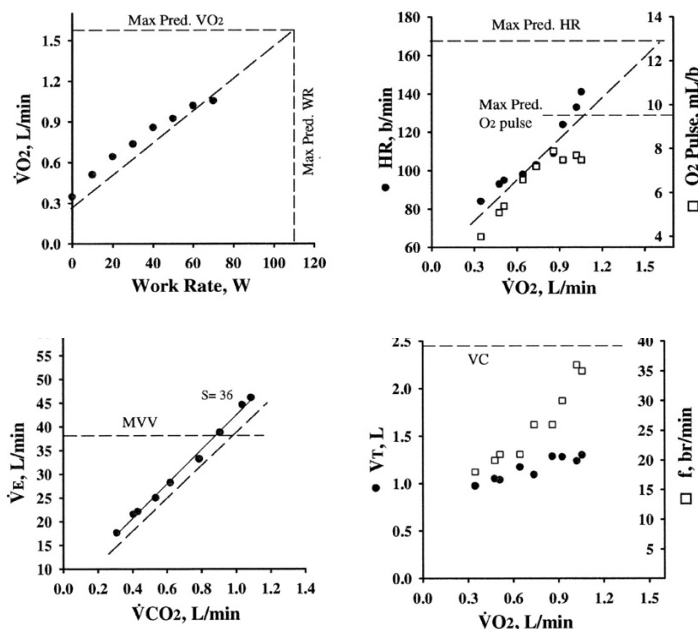 Max Pred. VO2
1.5
1.2
0.9
0.6
0.3
0.0
V̇O2, L/min
Max Pred. WR
0 20 40 60 80 100 120
Work Rate, W
180
160
140
120
100
80
60
HR, b/min
Max Pred. HR
Max Pred.
O2 pulse
14
12
10
8
6
4
O2 Pulse, mL/b
0.0 0.3 0.6 0.9 1.2 1.5
V̇O2, L/min
55
50
45
40
35
30
25
20
15
10
V̇E, L/min
S= 36
MVV
0.0 0.2 0.4 0.6 0.8 1.0 1.2 1.4
V̇CO2, L/min
2.5
2.0
1.5
1.0
0.5
0.0
VT, L
VC
40
35
30
25
20
15
10
5
f, br/min
0.0 0.3 0.6 0.9 1.2 1.5
V̇O2, L/min